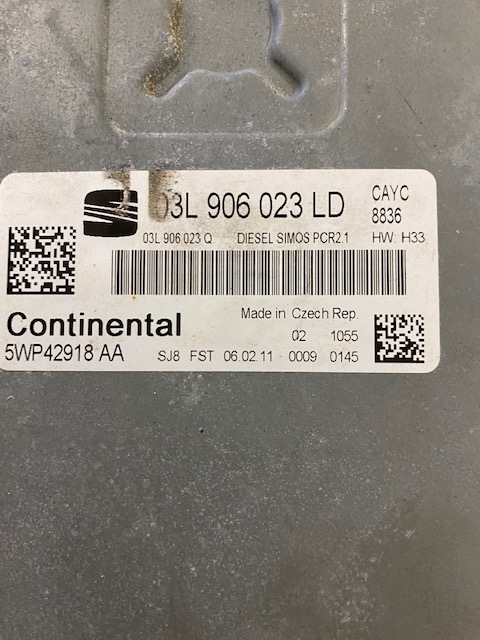 03L 906 023 LD
CAYC
8836
03L 906 023 Q DIESEL SIMOS PCR2.1 HW: H33
Continental
Made in Czech Rep.
02 1055
5WP42918 AA
SJ8 FST 06.02.11 0009 0145